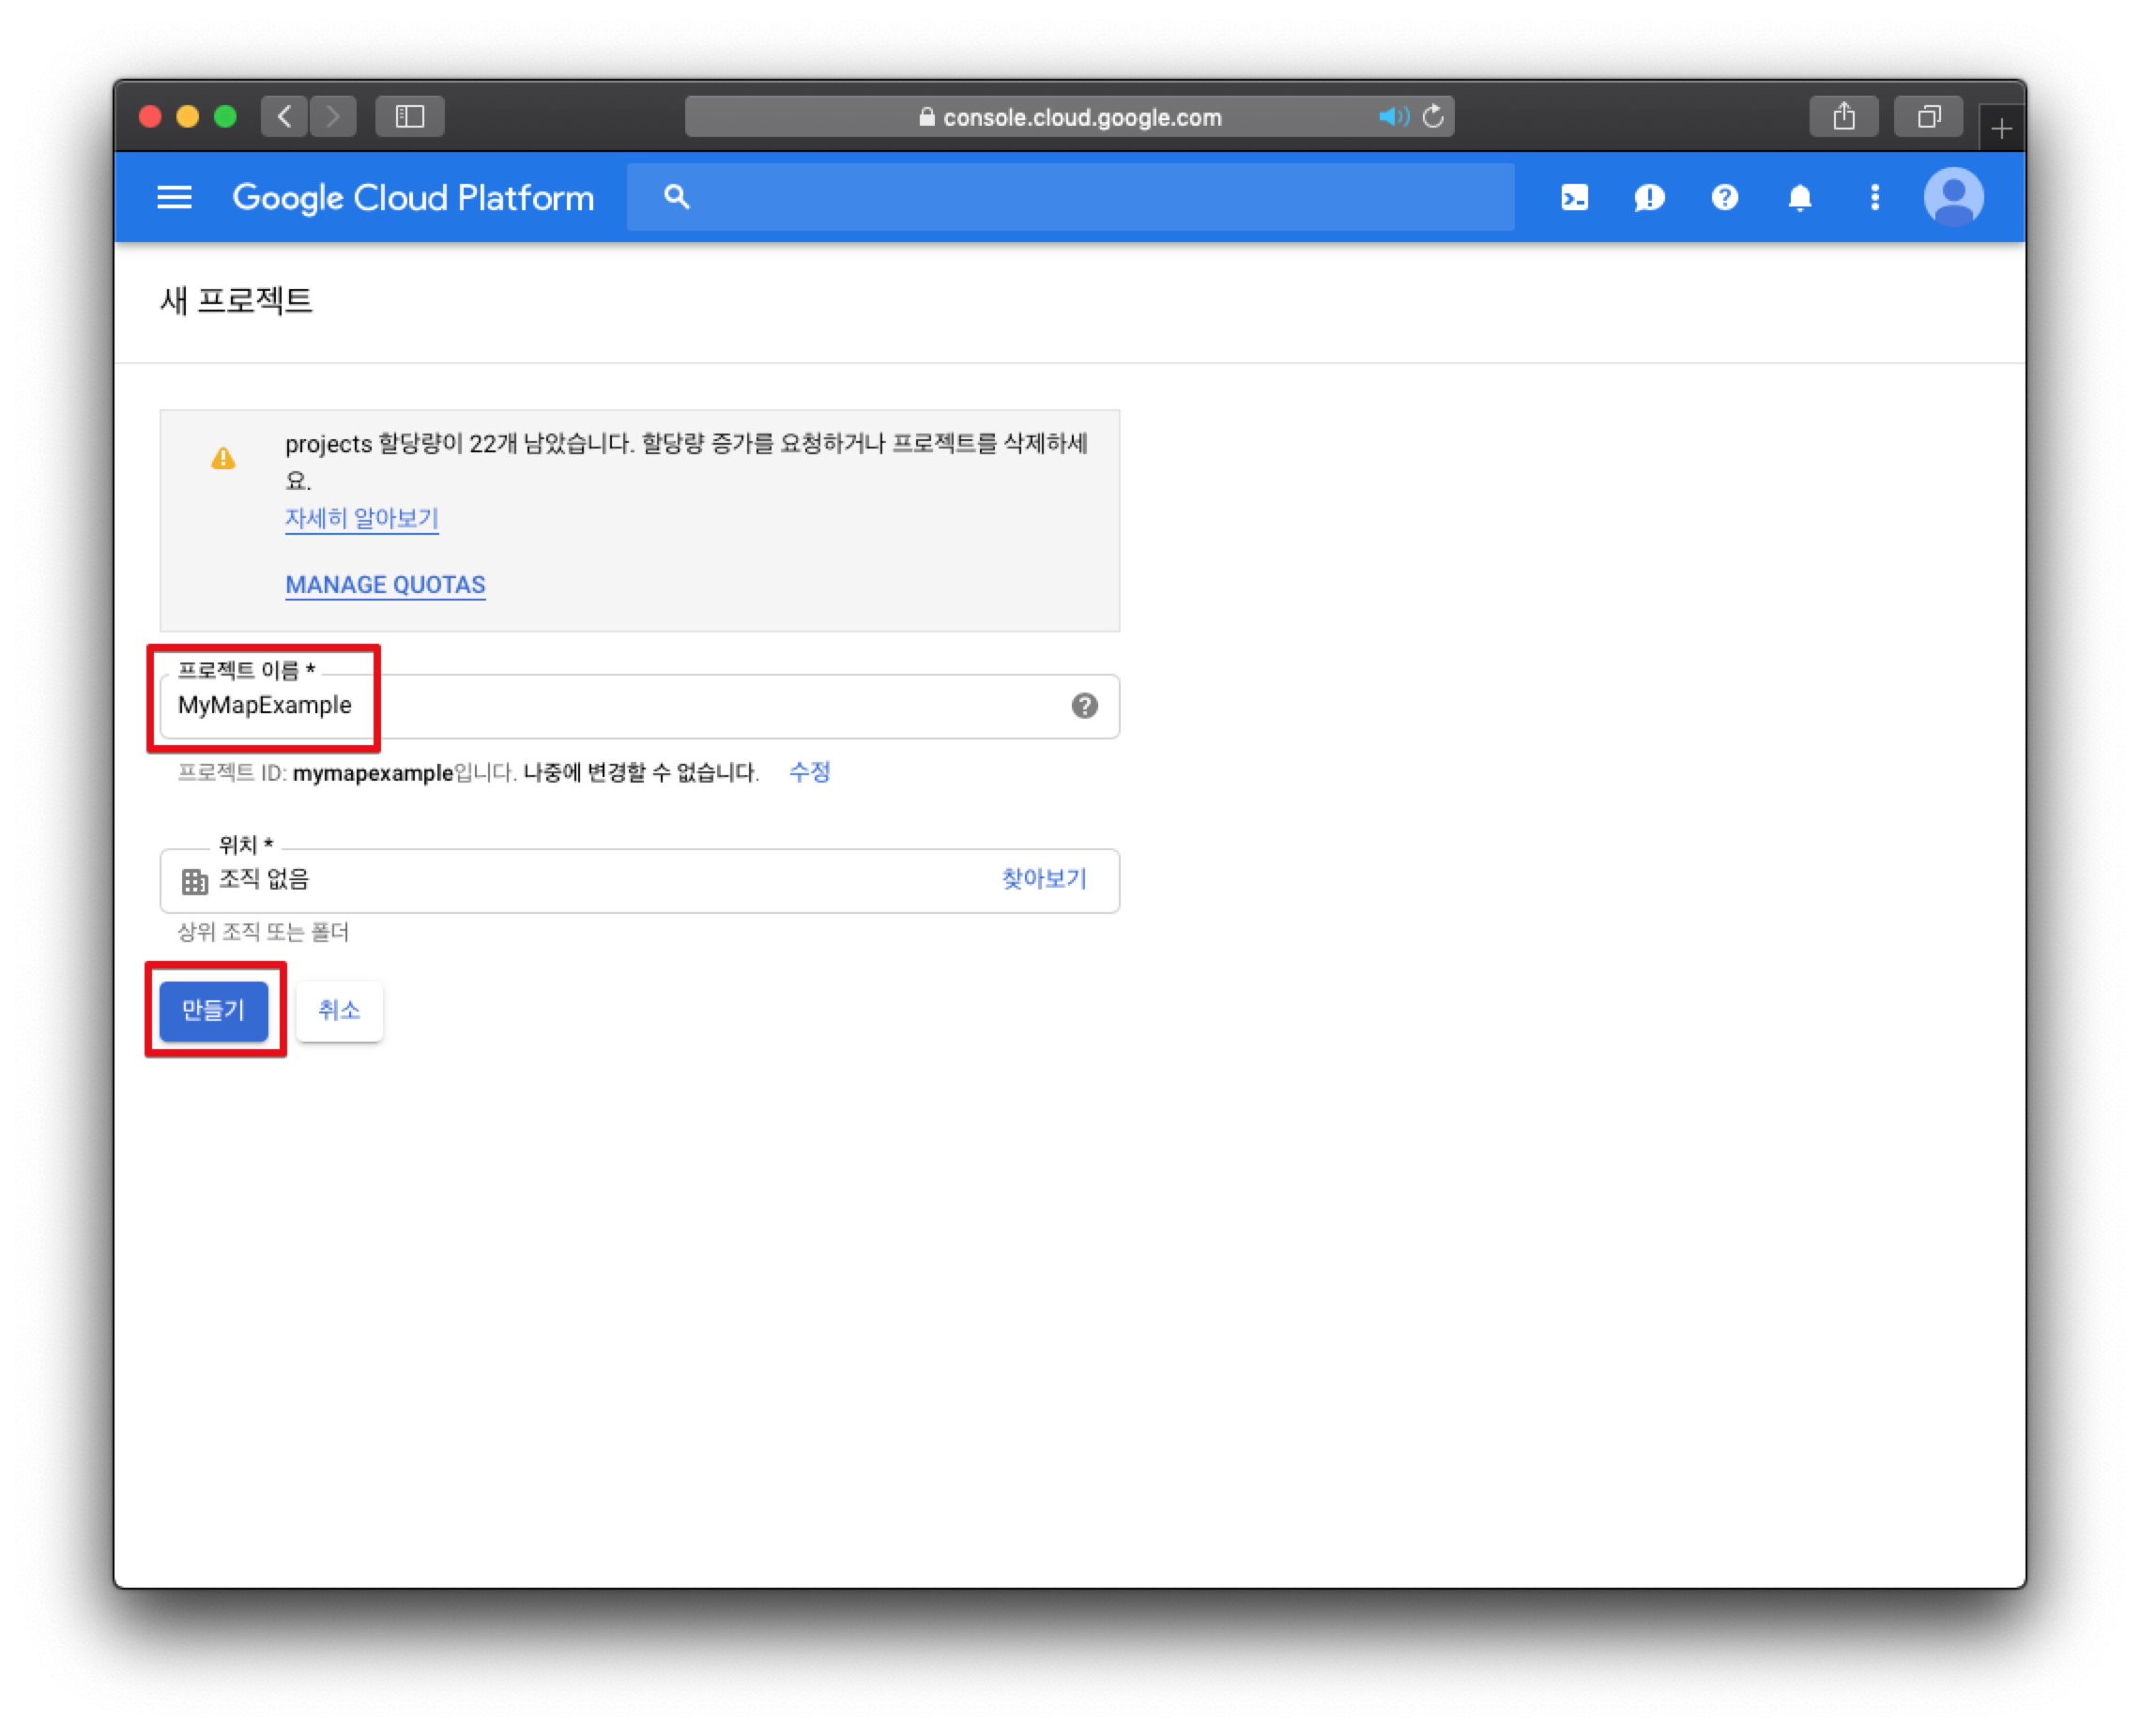 console.cloud.google.com
Google Cloud Platform
새 프로젝트
projects 할당량이 22개 남았습니다. 할당량 증가를 요청하거나 프로젝트를 삭제하세
요.
자세히 알아보기
MANAGE QUOTAS
프로젝트 이름 *
MyMapExample
프로젝트 ID: mymapexample입니다. 나중에 변경할 수 없습니다. 수정
위치 *
조직 없음 찾아보기
상위 조직 또는 폴더
만들기 취소